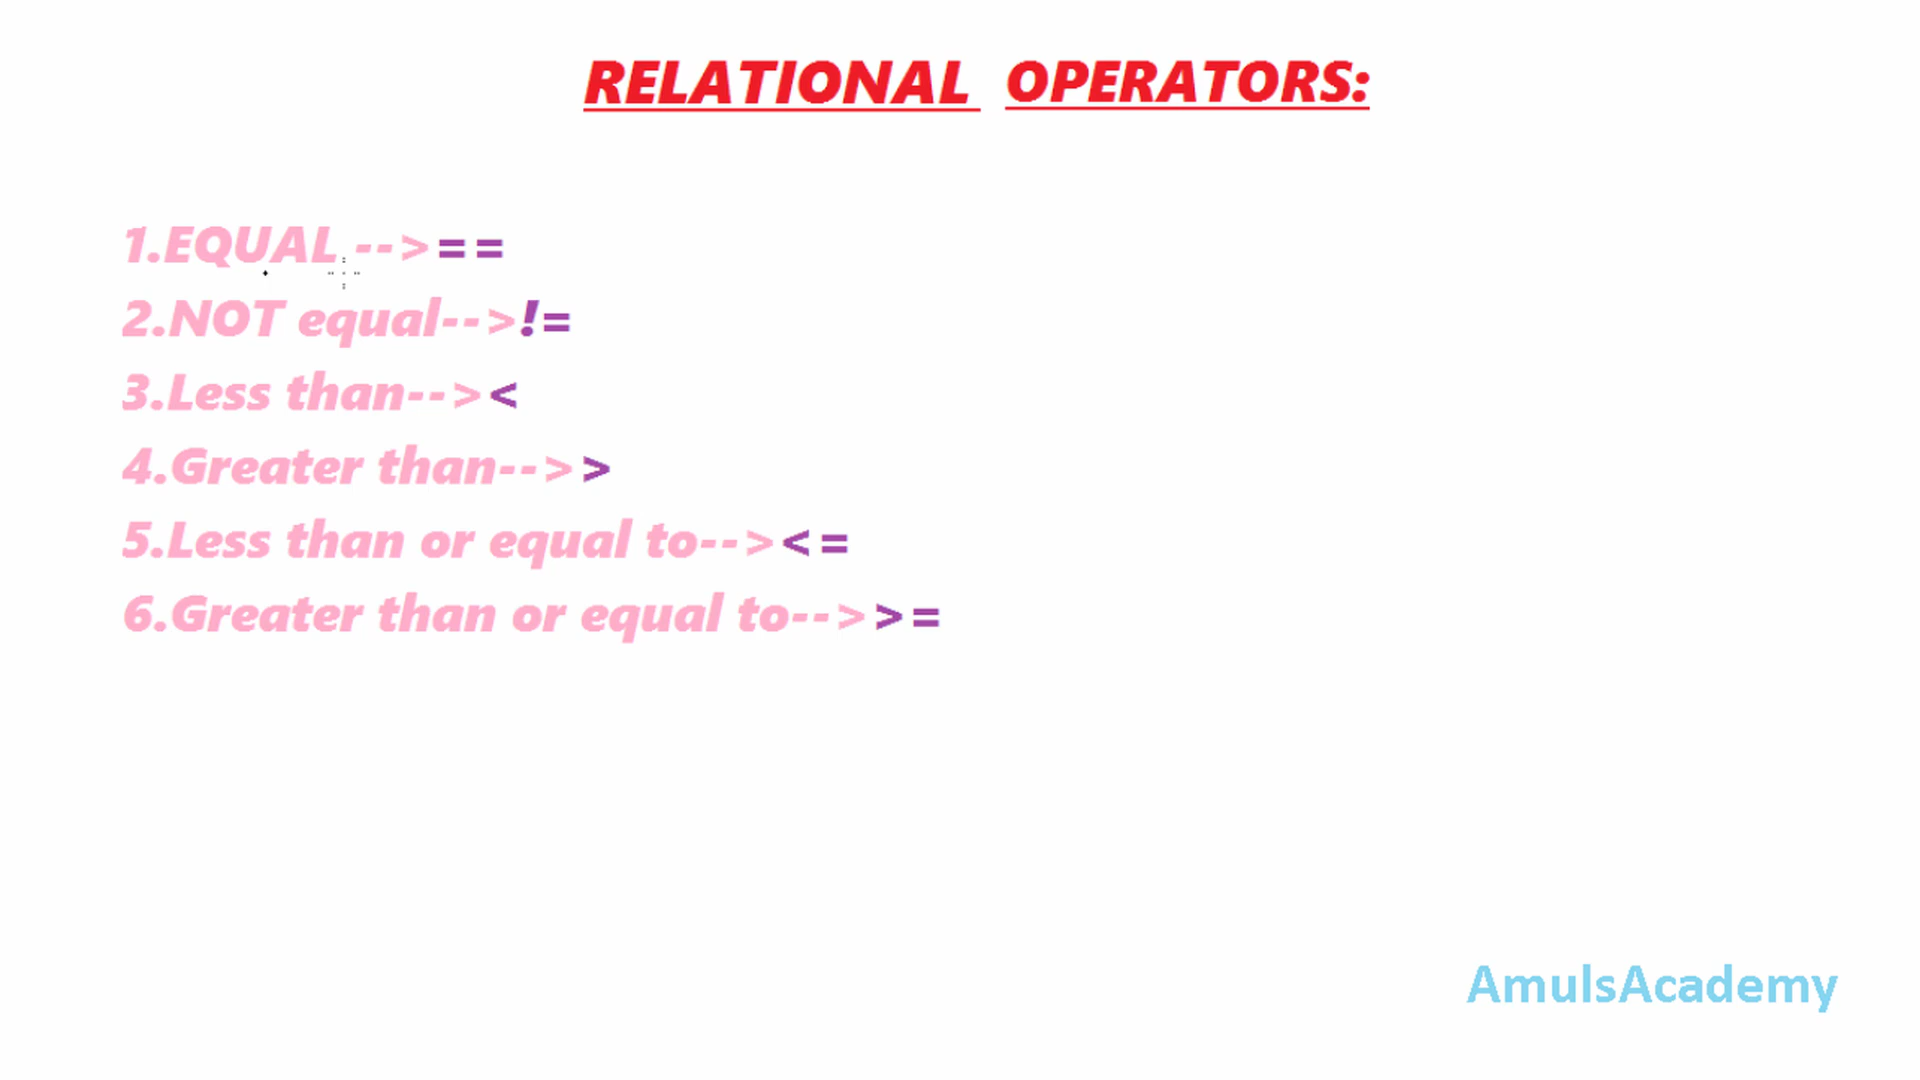 RELATIONAL OPERATORS:
1.EQUAL -->==
2.NOT equal-->!=
3.Less than--><
4.Greater than-->>
5.Less than or equal to--><=
6.Greater than or equal to-->>=
AmulsAcademy